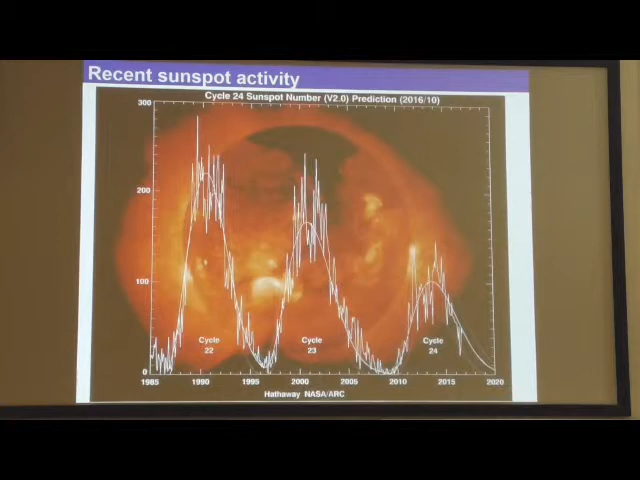 Recent sunspot activity
Cycle 24 Sunspot Number (V2.0) Prediction (2016/10)
300
200
100
0
Cycle
22
Cycle
23
Cycle
24
1985 1990 1995 2000 2005 2010 2015 2020
Hathaway NASA/ARC